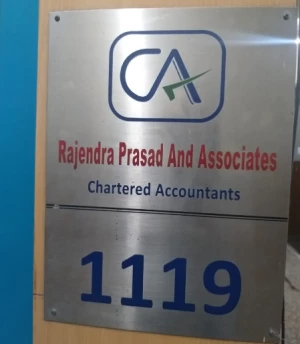 CA
Rajendra Prasad And Associates
Chartered Accountants
1119